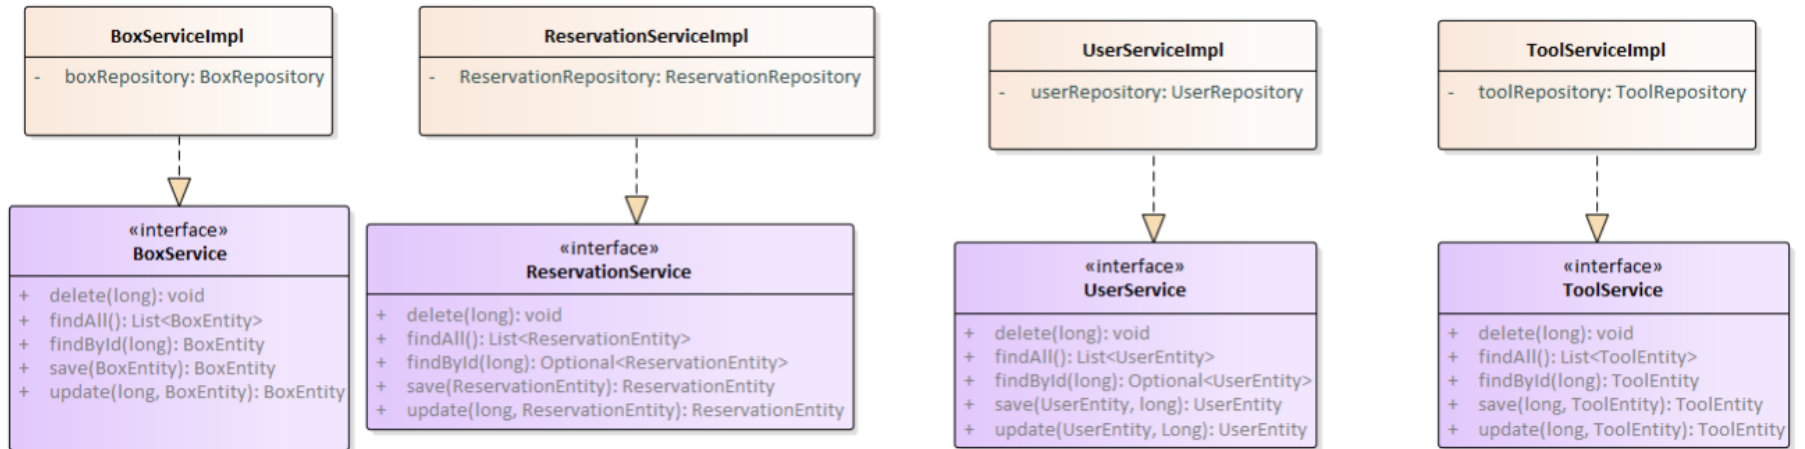 BoxServiceImpl
- boxRepository: BoxRepository
«interface»
BoxService
+ delete(long): void
+ findAll(): List<BoxEntity>
+ findById(long): BoxEntity
+ save(BoxEntity): BoxEntity
+ update(long, BoxEntity): BoxEntity
ReservationServiceImpl
- ReservationRepository: ReservationRepository
«interface»
ReservationService
+ delete(long): void
+ findAll(): List<ReservationEntity>
+ findById(long): Optional<ReservationEntity>
+ save(ReservationEntity): ReservationEntity
+ update(long, ReservationEntity): ReservationEntity
UserServiceImpl
- userRepository: UserRepository
«interface»
UserService
+ delete(long): void
+ findAll(): List<UserEntity>
+ findById(long): Optional<UserEntity>
+ save(UserEntity, long): UserEntity
+ update(UserEntity, Long): UserEntity
ToolServiceImpl
- toolRepository: ToolRepository
«interface»
ToolService
+ delete(long): void
+ findAll(): List<ToolEntity>
+ findById(long): ToolEntity
+ save(long, ToolEntity): ToolEntity
+ update(long, ToolEntity): ToolEntity